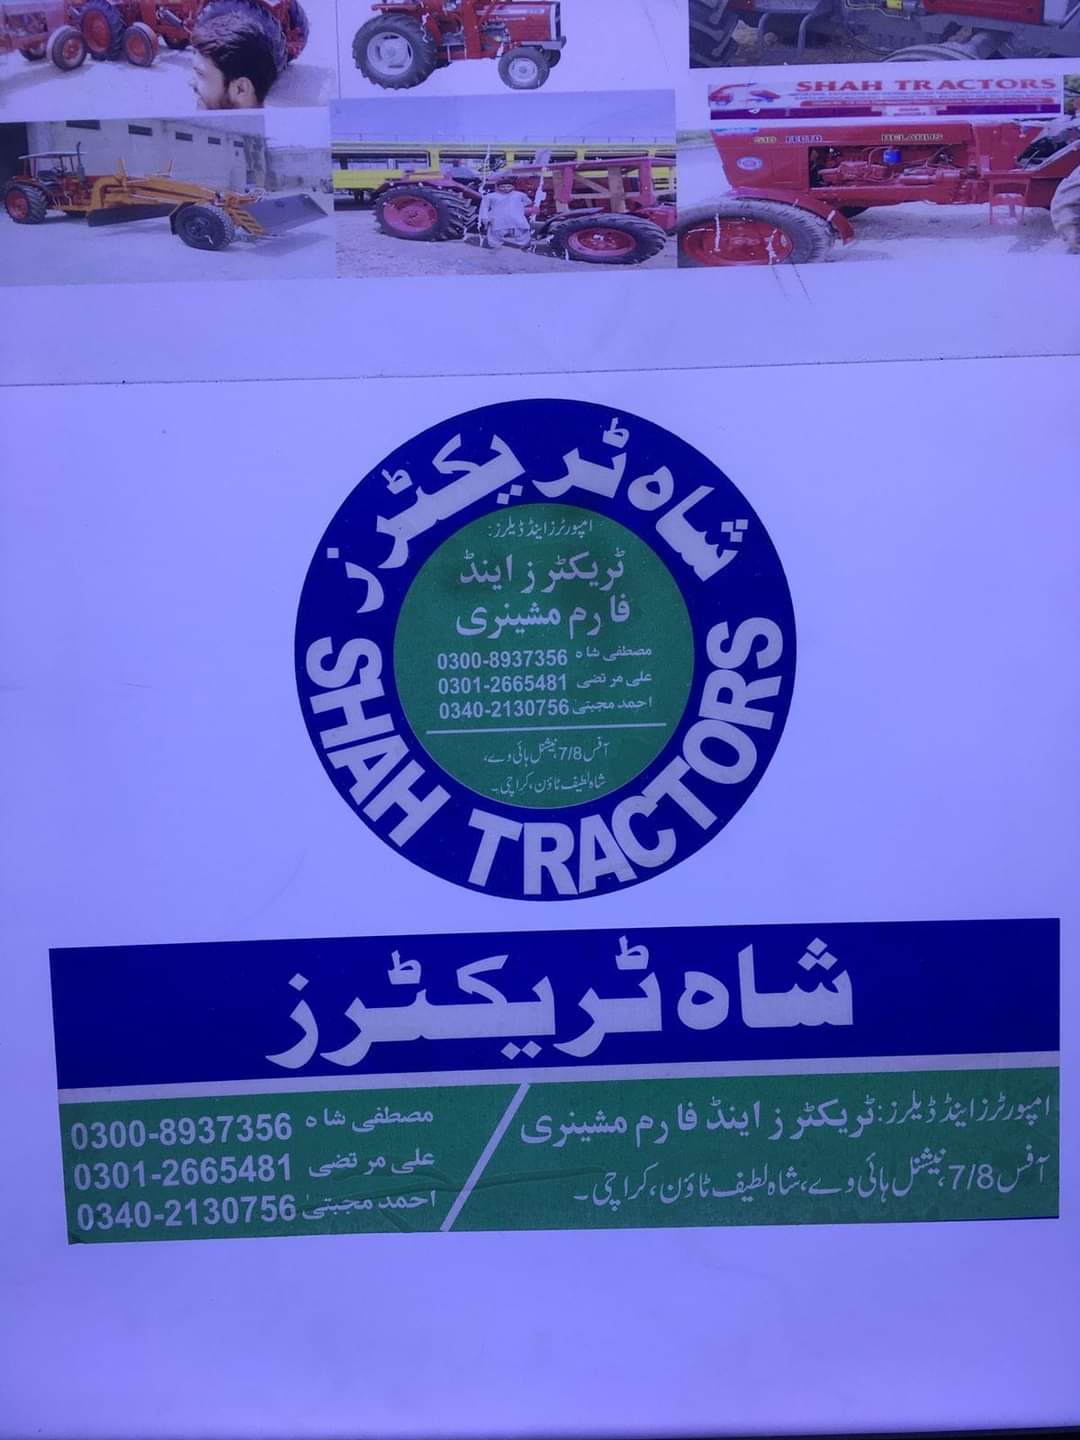 SHAH TRACTORS
510 FECTO BELARUS
شاہ ٹریکٹرز
امپورٹرز اینڈ ڈیلرز:
ٹریکٹرز اینڈ
فارم مشینری
مصطفی شاہ 0300-8937356
علی مرتضی 0301-2665481
احمد مجتبیٰ 0340-2130756
آفس 7/8، نیشنل ہائی وے،
شاہ لطیف ٹاؤن، کراچی۔
SHAH TRACTORS
شاہ ٹریکٹرز
امپورٹرز اینڈ ڈیلرز: ٹریکٹرز اینڈ فارم مشینری
آفس 7/8، نیشنل ہائی وے، شاہ لطیف ٹاؤن، کراچی۔
مصطفی شاہ 0300-8937356
علی مرتضی 0301-2665481
احمد مجتبیٰ 0340-2130756